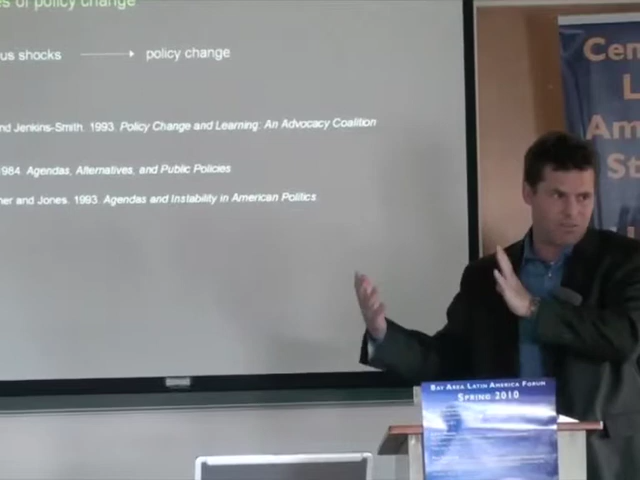 es of policy change
us shocks → policy change
nd Jenkins-Smith. 1993. Policy Change and Learning: An Advocacy Coalition
1984. Agendas, Alternatives, and Public Policies
ner and Jones. 1993. Agendas and Instability in American Politics.
Cen
L
Am
St
BAY AREA LATIN AMERICA FORUM
SPRING 2010